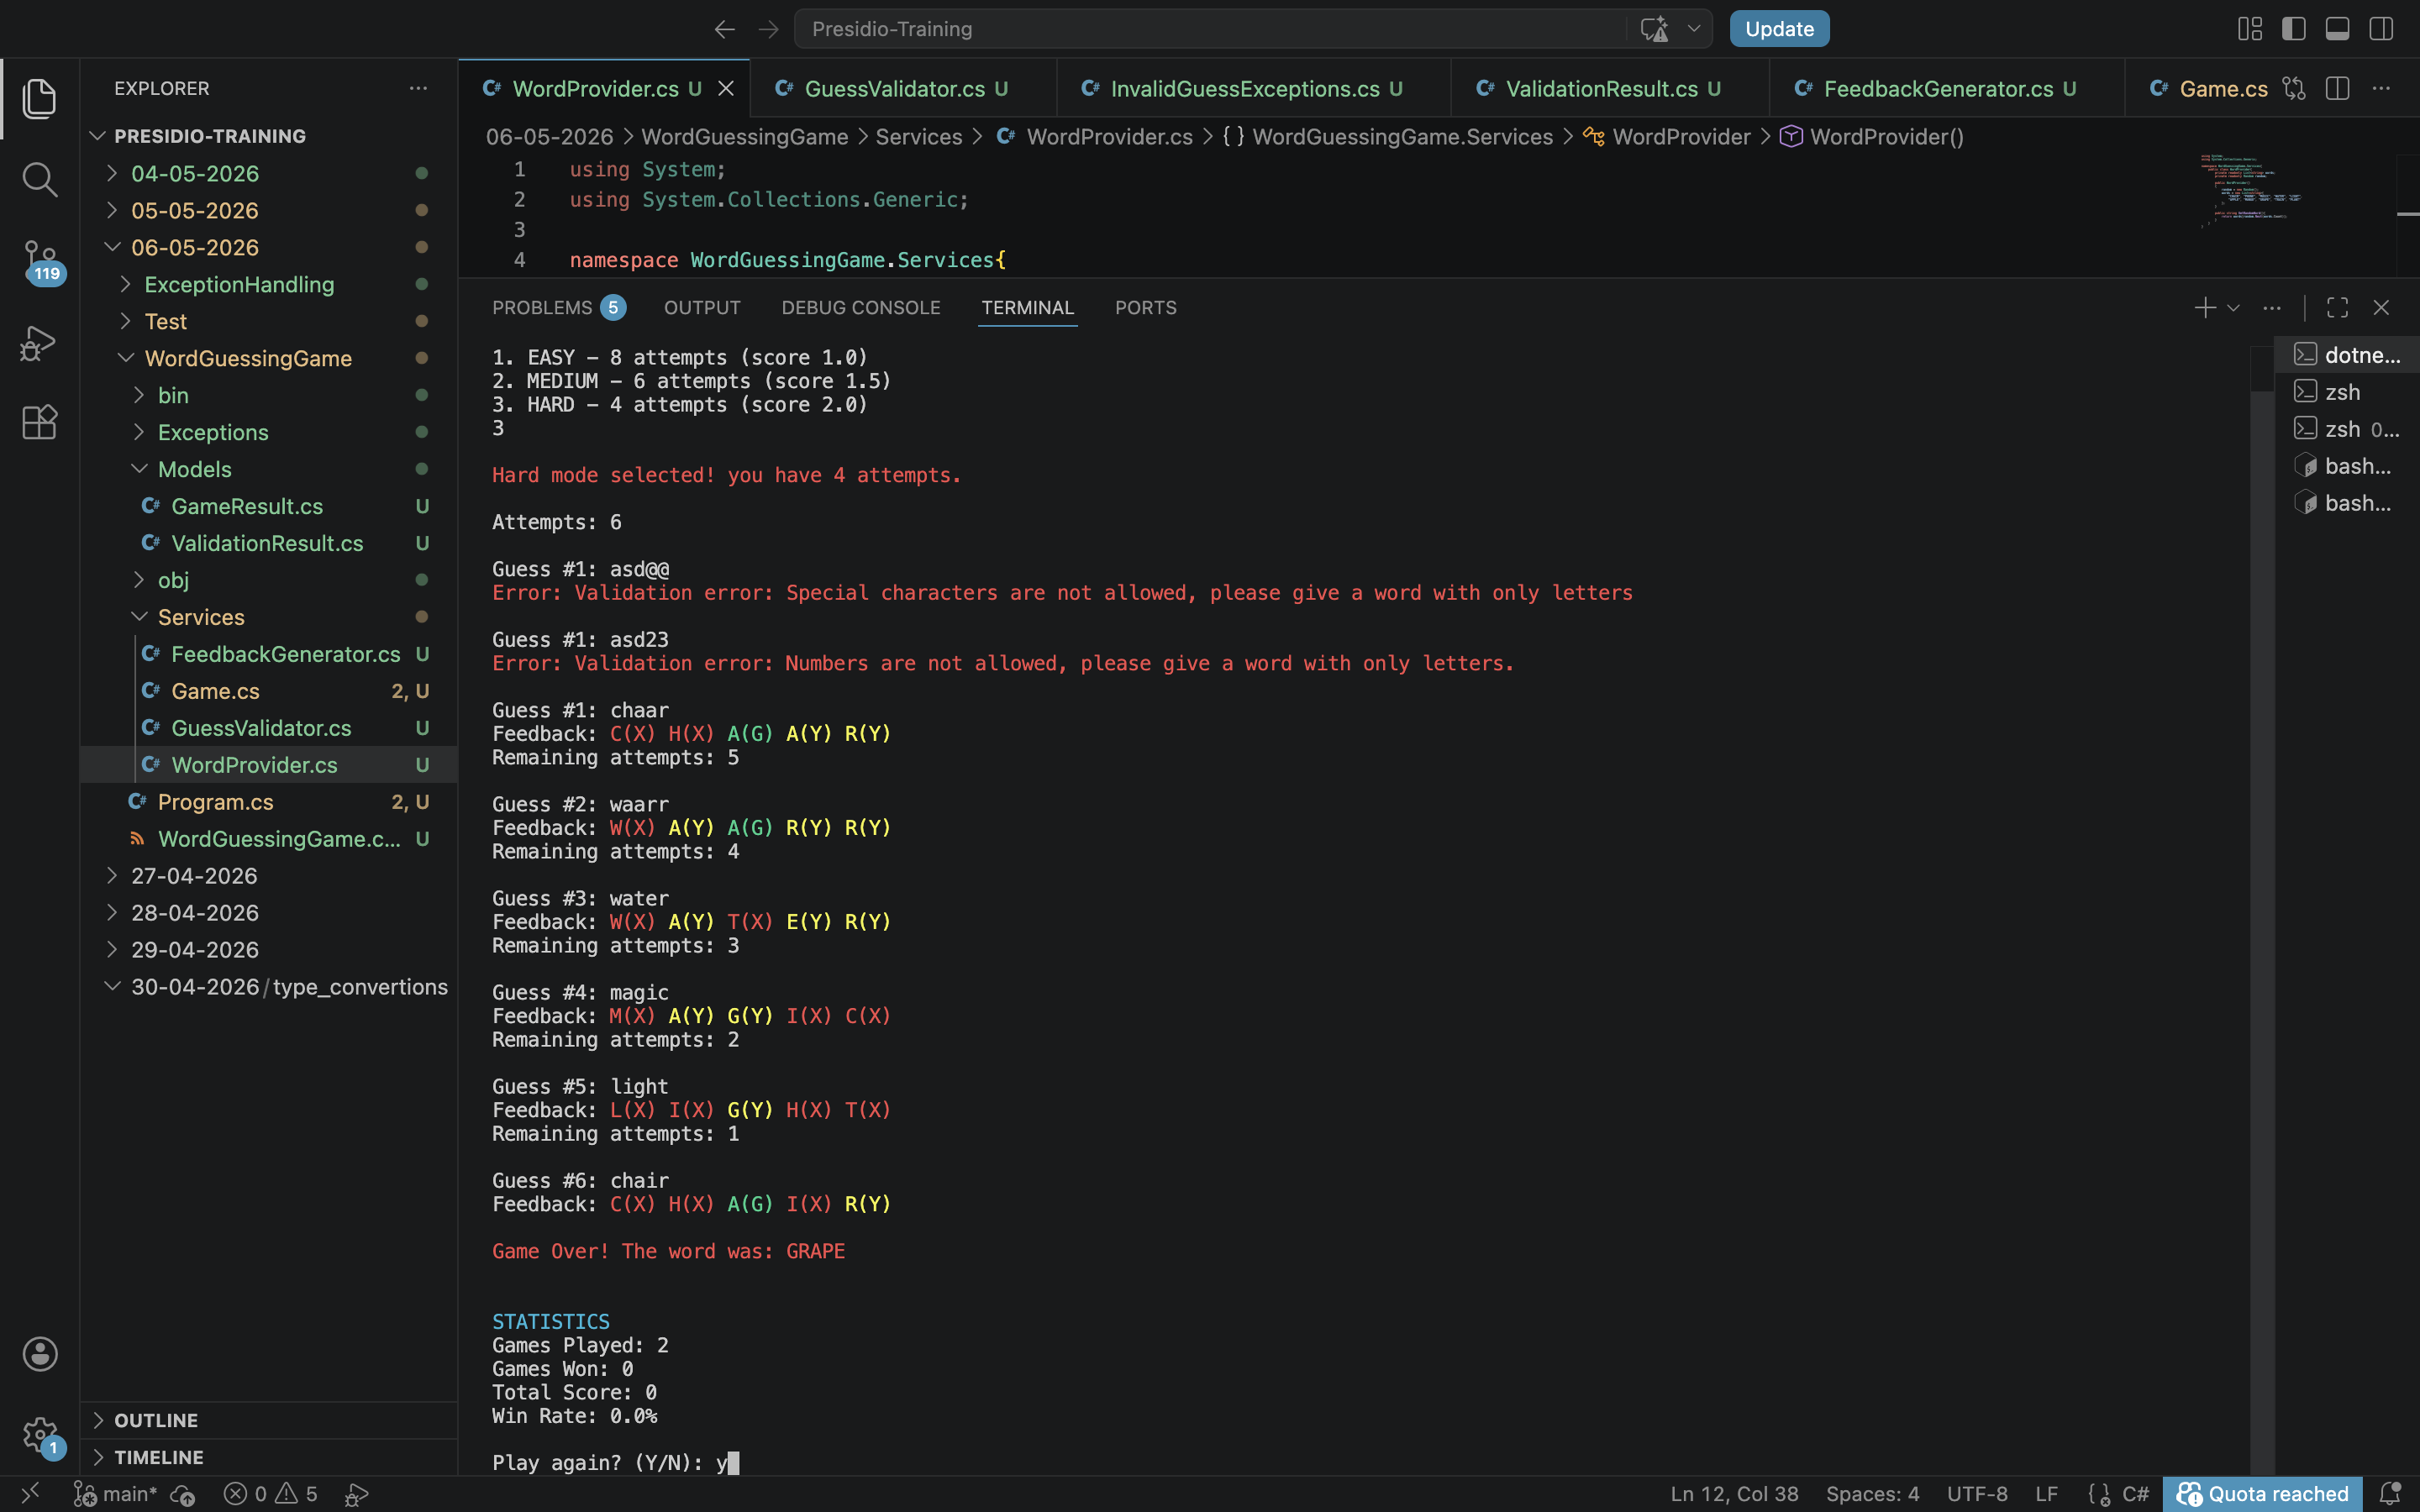 Presidio-Training
Update
EXPLORER
PRESIDIO-TRAINING
04-05-2026
05-05-2026
06-05-2026
ExceptionHandling
Test
WordGuessingGame
bin
Exceptions
Models
GameResult.cs U
ValidationResult.cs U
obj
Services
FeedbackGenerator.cs U
Game.cs 2, U
GuessValidator.cs U
WordProvider.cs U
Program.cs 2, U
WordGuessingGame.c... U
27-04-2026
28-04-2026
29-04-2026
30-04-2026/type_convertions
OUTLINE
TIMELINE
119
1
WordProvider.cs U
GuessValidator.cs U
InvalidGuessExceptions.cs U
ValidationResult.cs U
FeedbackGenerator.cs U
Game.cs
06-05-2026 > WordGuessingGame > Services > WordProvider.cs > { } WordGuessingGame.Services > WordProvider > WordProvider()
1 using System;
2 using System.Collections.Generic;
3
4 namespace WordGuessingGame.Services{
PROBLEMS 5 OUTPUT DEBUG CONSOLE TERMINAL PORTS
1. EASY – 8 attempts (score 1.0)
2. MEDIUM – 6 attempts (score 1.5)
3. HARD – 4 attempts (score 2.0)
3
Hard mode selected! you have 4 attempts.
Attempts: 6
Guess #1: asd@@
Error: Validation error: Special characters are not allowed, please give a word with only letters
Guess #1: asd23
Error: Validation error: Numbers are not allowed, please give a word with only letters.
Guess #1: chaar
Feedback: C(X) H(X) A(G) A(Y) R(Y)
Remaining attempts: 5
Guess #2: waarr
Feedback: W(X) A(Y) A(G) R(Y) R(Y)
Remaining attempts: 4
Guess #3: water
Feedback: W(X) A(Y) T(X) E(Y) R(Y)
Remaining attempts: 3
Guess #4: magic
Feedback: M(X) A(Y) G(Y) I(X) C(X)
Remaining attempts: 2
Guess #5: light
Feedback: L(X) I(X) G(Y) H(X) T(X)
Remaining attempts: 1
Guess #6: chair
Feedback: C(X) H(X) A(G) I(X) R(Y)
Game Over! The word was: GRAPE
STATISTICS
Games Played: 2
Games Won: 0
Total Score: 0
Win Rate: 0.0%
Play again? (Y/N): y
dotne...
zsh
zsh 0...
bash...
bash...
main* 0 5
Ln 12, Col 38 Spaces: 4 UTF-8 LF C# Quota reached